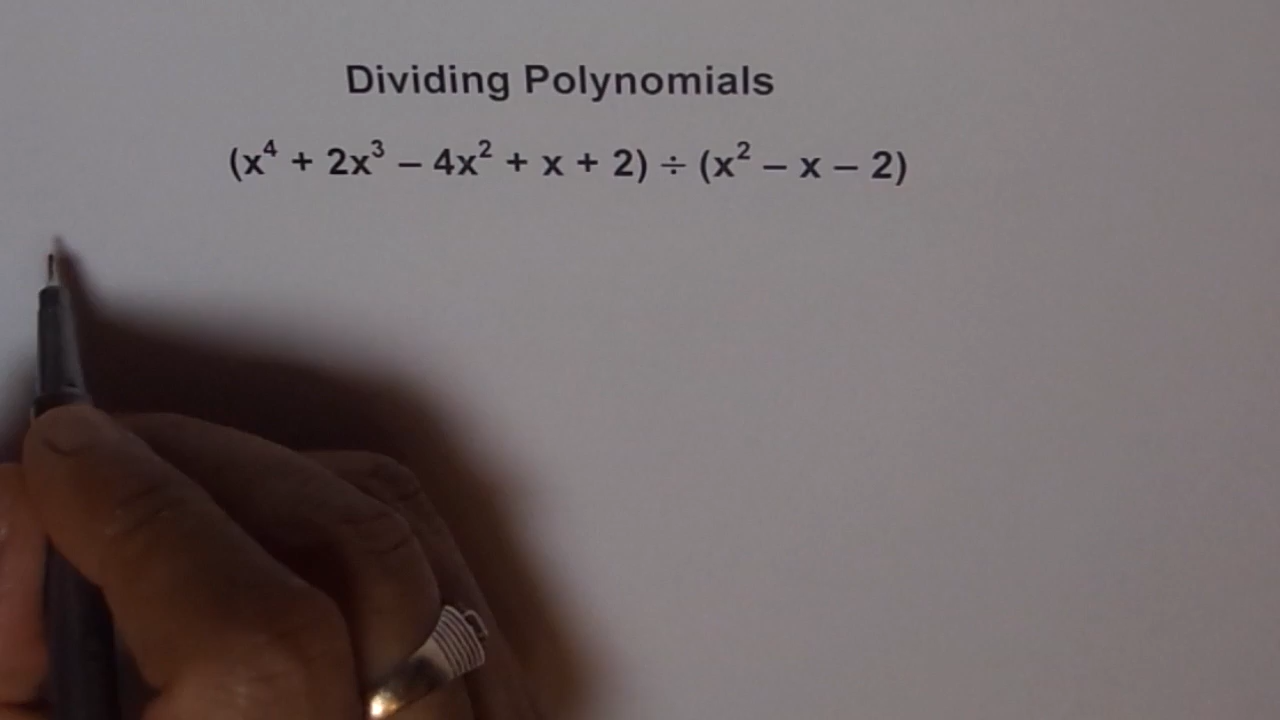 Dividing Polynomials
(x⁴ + 2x³ – 4x² + x + 2) ÷ (x² – x – 2)